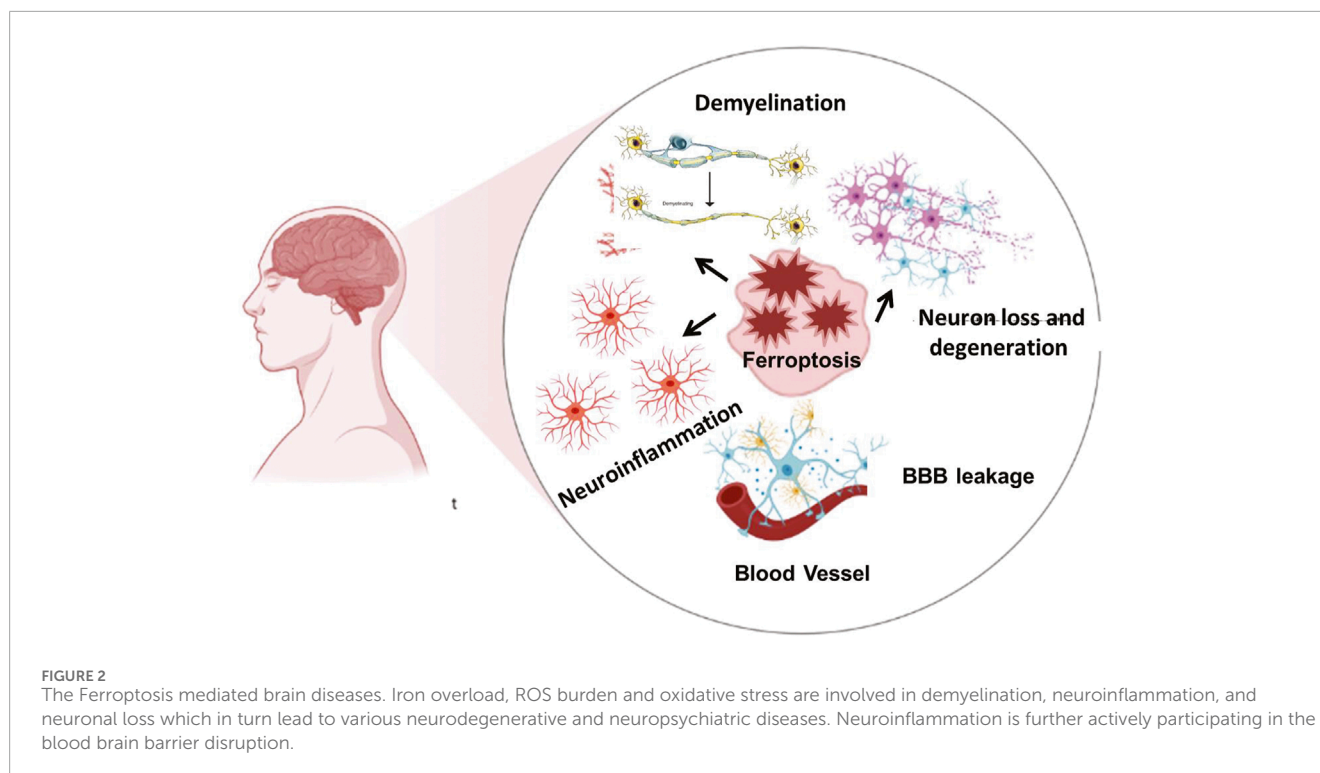 Demyelination
Demyelinating
Neuron loss and
degeneration
Ferroptosis
Neuroinflammation
BBB leakage
t
Blood Vessel
FIGURE 2
The Ferroptosis mediated brain diseases. Iron overload, ROS burden and oxidative stress are involved in demyelination, neuroinflammation, and
neuronal loss which in turn lead to various neurodegenerative and neuropsychiatric diseases. Neuroinflammation is further actively participating in the
blood brain barrier disruption.